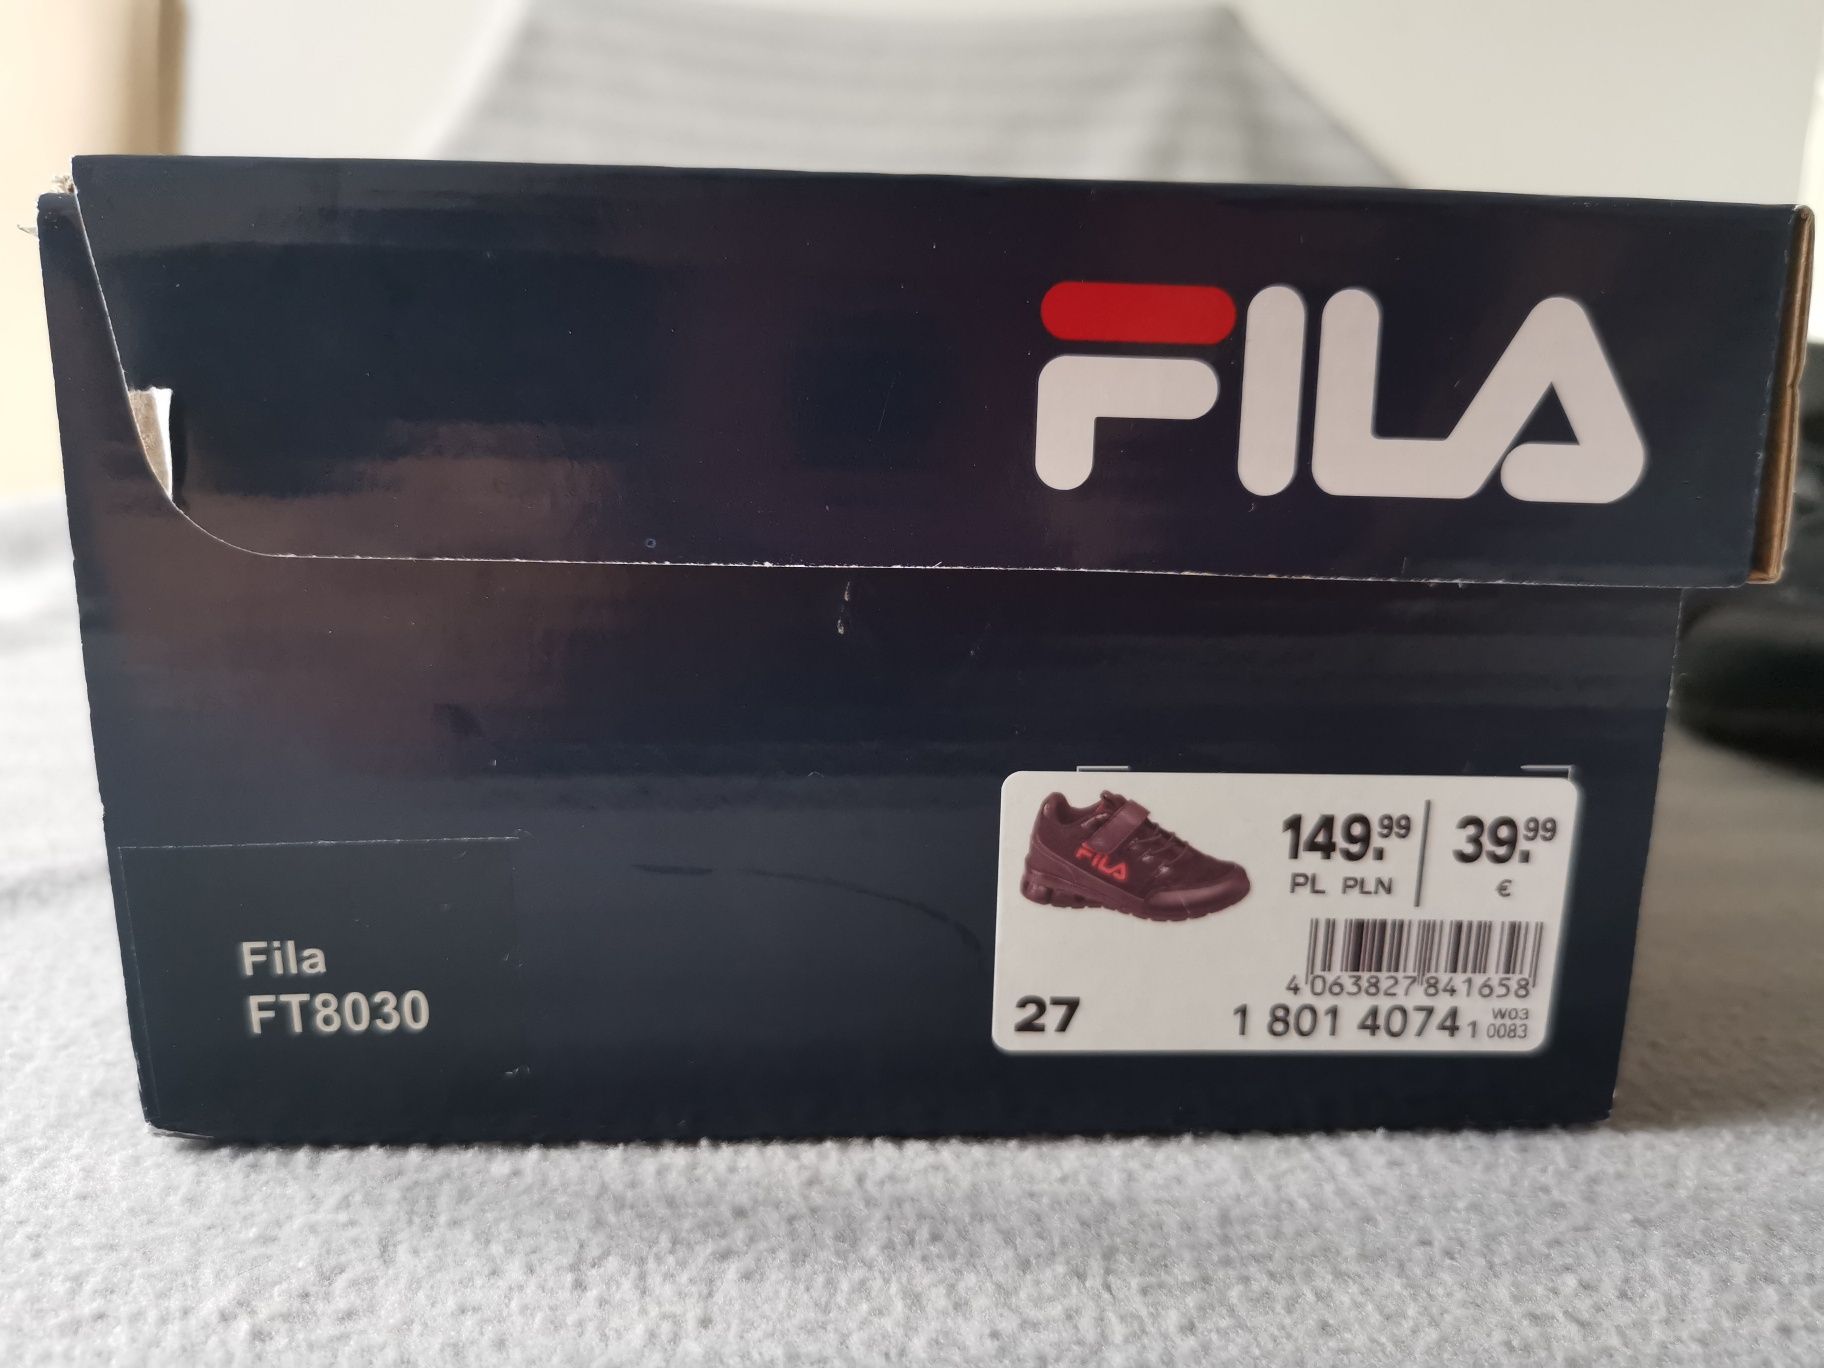 FILA
FILA
149.99 39.99
PL PLN €
4 063827 841658
27
1 801 4074 1 W03
0083
Fila
FT8030